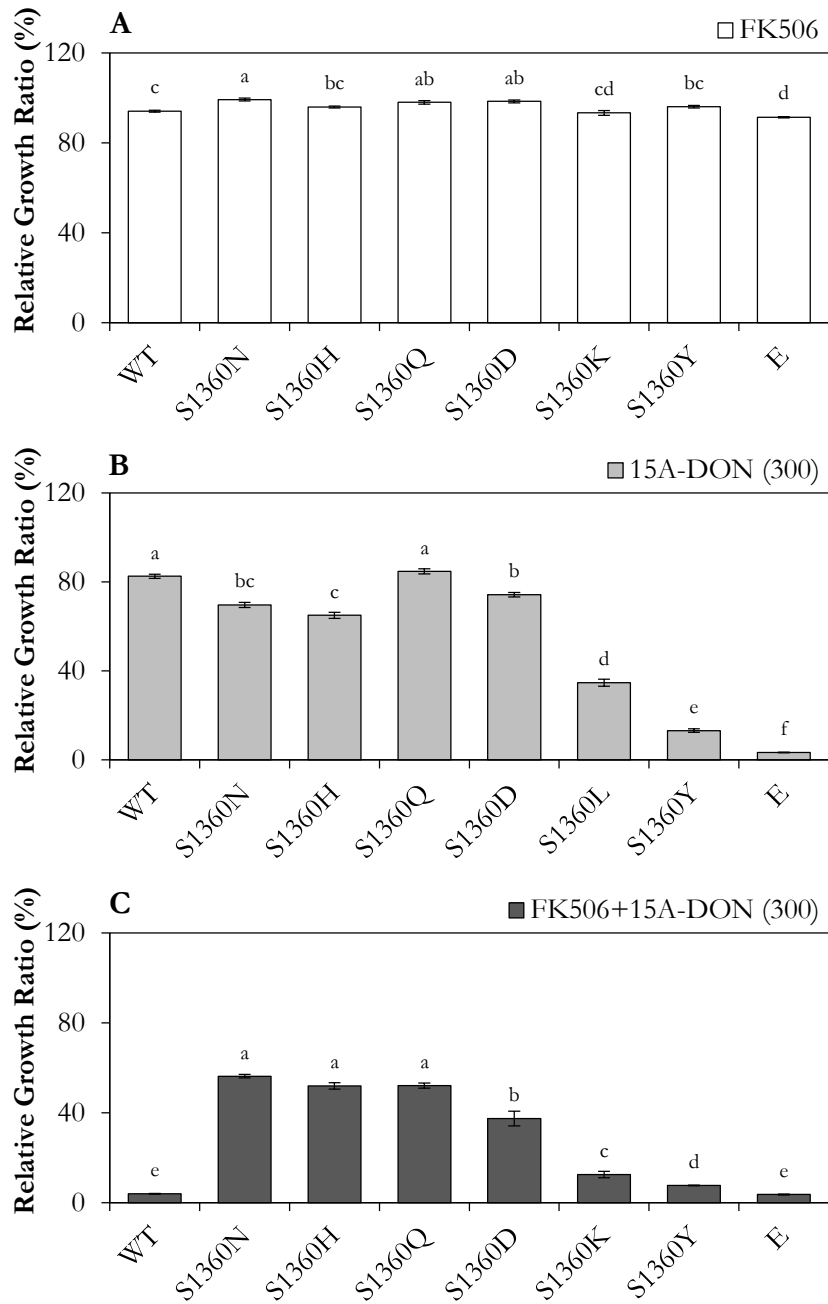 A
FK506
Relative Growth Ratio (%)
120
80
40
0
c a bc ab ab cd bc d
WT S1360N S1360H S1360Q S1360D S1360K S1360Y E
B
15A-DON (300)
Relative Growth Ratio (%)
120
80
40
0
a bc c a b d e f
WT S1360N S1360H S1360Q S1360D S1360L S1360Y E
C
FK506+15A-DON (300)
Relative Growth Ratio (%)
120
80
40
0
e a a a b c d e
WT S1360N S1360H S1360Q S1360D S1360K S1360Y E